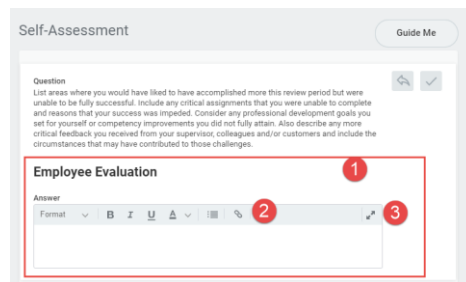 Self-Assessment
Guide Me
Question
List areas where you would have liked to have accomplished more this review period but were
unable to be fully successful. Include any critical assignments that you were unable to complete
and reasons that your success was impeded. Consider any professional development goals you
set for yourself or competency improvements you did not fully attain. Also describe any more
critical feedback you received from your supervisor, colleagues and/or customers and include the
circumstances that may have contributed to those challenges.
Employee Evaluation
1
Answer
Format B I U A 2 3